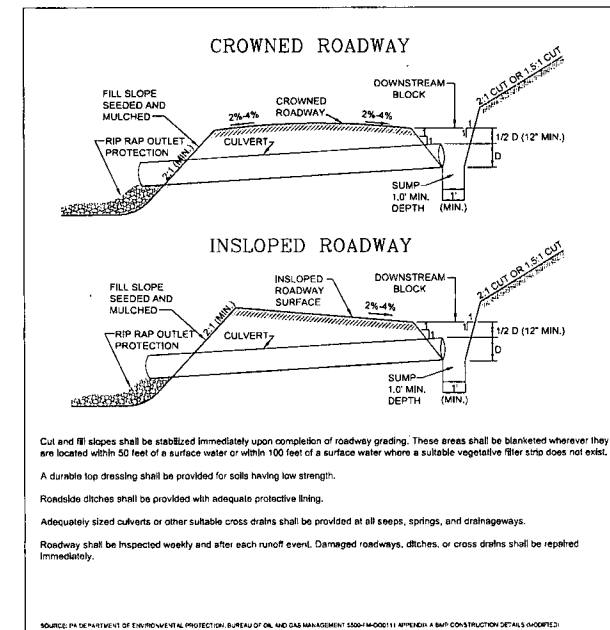 CROWNED ROADWAY
FILL SLOPE
SEEDED AND
MULCHED
2%-4%
CROWNED
ROADWAY
2%-4%
DOWNSTREAM
BLOCK
2:1 CUT OR 1.5:1 CUT
RIP RAP OUTLET
PROTECTION
2:1 (MIN.)
CULVERT
1
1
1/2 D (12" MIN.)
D
SUMP
1.0' MIN.
DEPTH
1'
(MIN.)
INSLOPED ROADWAY
FILL SLOPE
SEEDED AND
MULCHED
2:1 (MIN.)
INSLOPED
ROADWAY
SURFACE
2%-4%
DOWNSTREAM
BLOCK
2:1 CUT OR 1.5:1 CUT
RIP RAP OUTLET
PROTECTION
CULVERT
1
1
1/2 D (12" MIN.)
D
SUMP
1.0' MIN.
DEPTH
1'
(MIN.)
Cut and fill slopes shall be stabilized immediately upon completion of roadway grading. These areas shall be blanketed wherever they
are located within 50 feet of a surface water or within 100 feet of a surface water where a suitable vegetative filter strip does not exist.
A durable top dressing shall be provided for soils having low strength.
Roadside ditches shall be provided with adequate protective lining.
Adequately sized culverts or other suitable cross drains shall be provided at all seeps, springs, and drainageways.
Roadway shall be inspected weekly and after each runoff event. Damaged roadways, ditches, or cross drains shall be repaired
immediately.
SOURCE: PA DEPARTMENT OF ENVIRONMENTAL PROTECTION, BUREAU OF OIL AND GAS MANAGEMENT APPENDIX A BMP CONSTRUCTION DETAILS (MODIFIED)